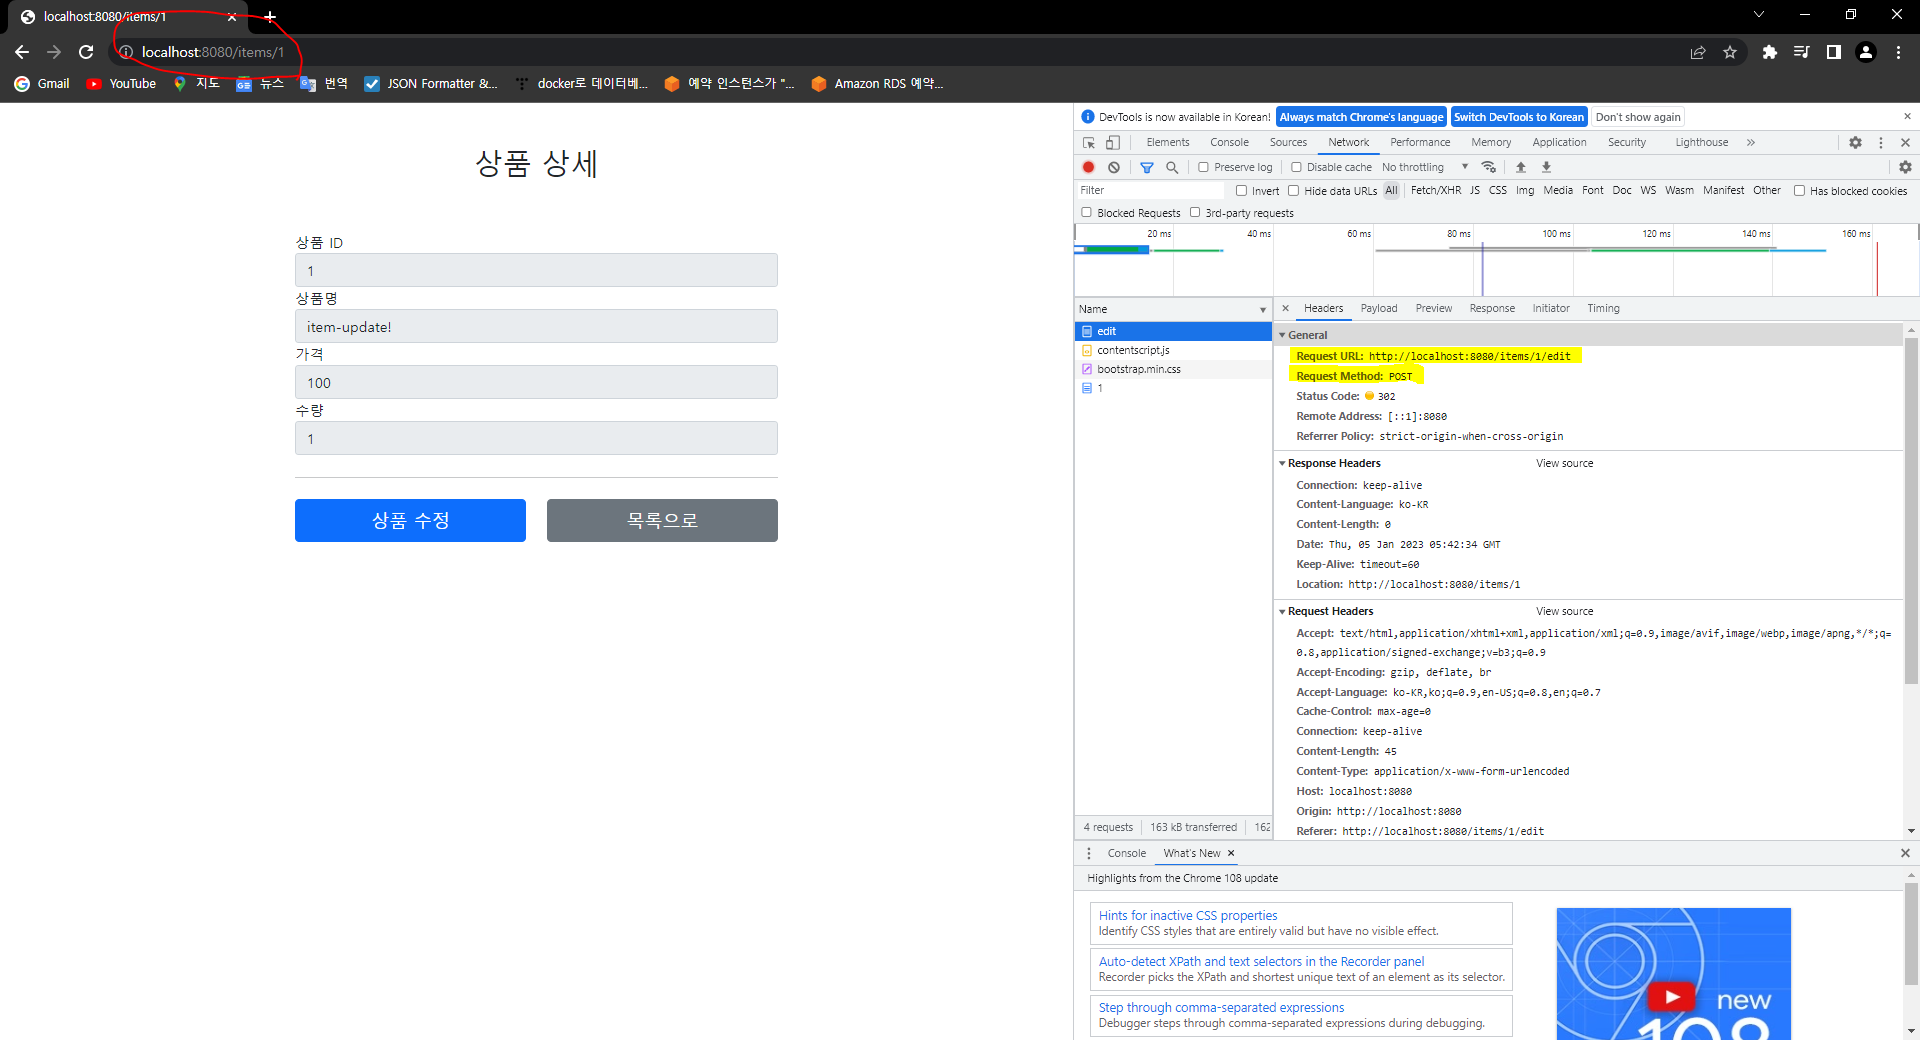 localhost:8080/items/1
localhost:8080/items/1
Gmail YouTube 지도 뉴스 번역 JSON Formatter &... docker로 데이터베... 예약 인스턴스가 "... Amazon RDS 예약...
상품 상세
상품 ID
1
상품명
item-update!
가격
100
수량
1
상품 수정 목록으로
DevTools is now available in Korean! Always match Chrome's language Switch DevTools to Korean Don't show again
Elements Console Sources Network Performance Memory Application Security Lighthouse
Preserve log Disable cache No throttling
Filter Invert Hide data URLs All Fetch/XHR JS CSS Img Media Font Doc WS Wasm Manifest Other Has blocked cookies
Blocked Requests 3rd-party requests
20 ms 40 ms 60 ms 80 ms 100 ms 120 ms 140 ms 160 ms
Name
edit
contentscript.js
bootstrap.min.css
1
4 requests 163 kB transferred 162
Headers Payload Preview Response Initiator Timing
General
Request URL: http://localhost:8080/items/1/edit
Request Method: POST
Status Code: 302
Remote Address: [::1]:8080
Referrer Policy: strict-origin-when-cross-origin
Response Headers View source
Connection: keep-alive
Content-Language: ko-KR
Content-Length: 0
Date: Thu, 05 Jan 2023 05:42:34 GMT
Keep-Alive: timeout=60
Location: http://localhost:8080/items/1
Request Headers View source
Accept: text/html,application/xhtml+xml,application/xml;q=0.9,image/avif,image/webp,image/apng,*/*;q=
0.8,application/signed-exchange;v=b3;q=0.9
Accept-Encoding: gzip, deflate, br
Accept-Language: ko-KR,ko;q=0.9,en-US;q=0.8,en;q=0.7
Cache-Control: max-age=0
Connection: keep-alive
Content-Length: 45
Content-Type: application/x-www-form-urlencoded
Host: localhost:8080
Origin: http://localhost:8080
Referer: http://localhost:8080/items/1/edit
Console What's New
Highlights from the Chrome 108 update
Hints for inactive CSS properties
Identify CSS styles that are entirely valid but have no visible effect.
Auto-detect XPath and text selectors in the Recorder panel
Recorder picks the XPath and shortest unique text of an element as its selector.
Step through comma-separated expressions
Debugger steps through comma-separated expressions during debugging.
new
108